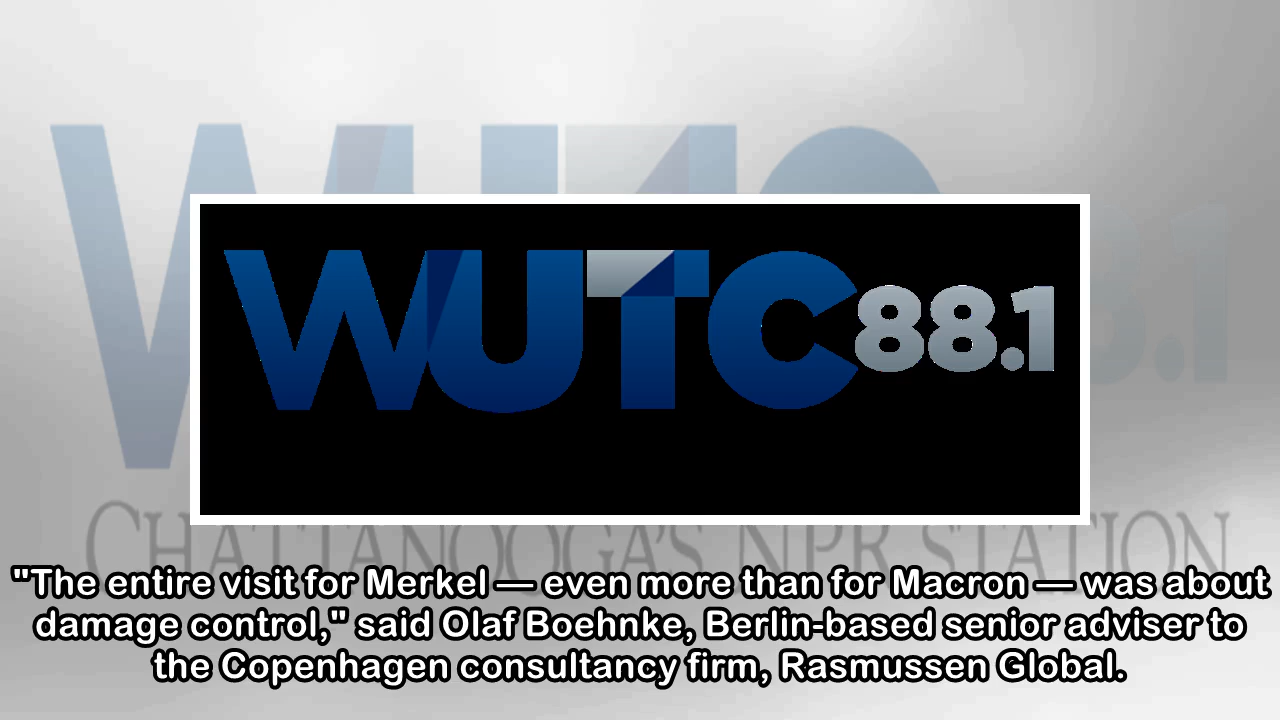 WUTC 88.1
CHATTANOOGA'S NPR STATION
"The entire visit for Merkel — even more than for Macron — was about
damage control," said Olaf Boehnke, Berlin-based senior adviser to
the Copenhagen consultancy firm, Rasmussen Global.